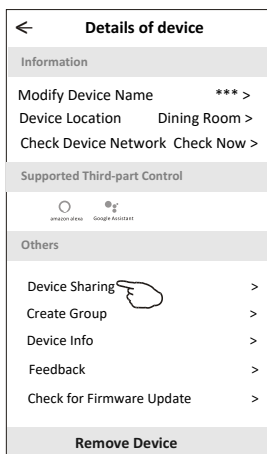 Details of device
Information
Modify Device Name *** >
Device Location Dining Room >
Check Device Network Check Now >
Supported Third-part Control
amazon alexa Google Assistant
Others
Device Sharing >
Create Group >
Device Info >
Feedback >
Check for Firmware Update >
Remove Device